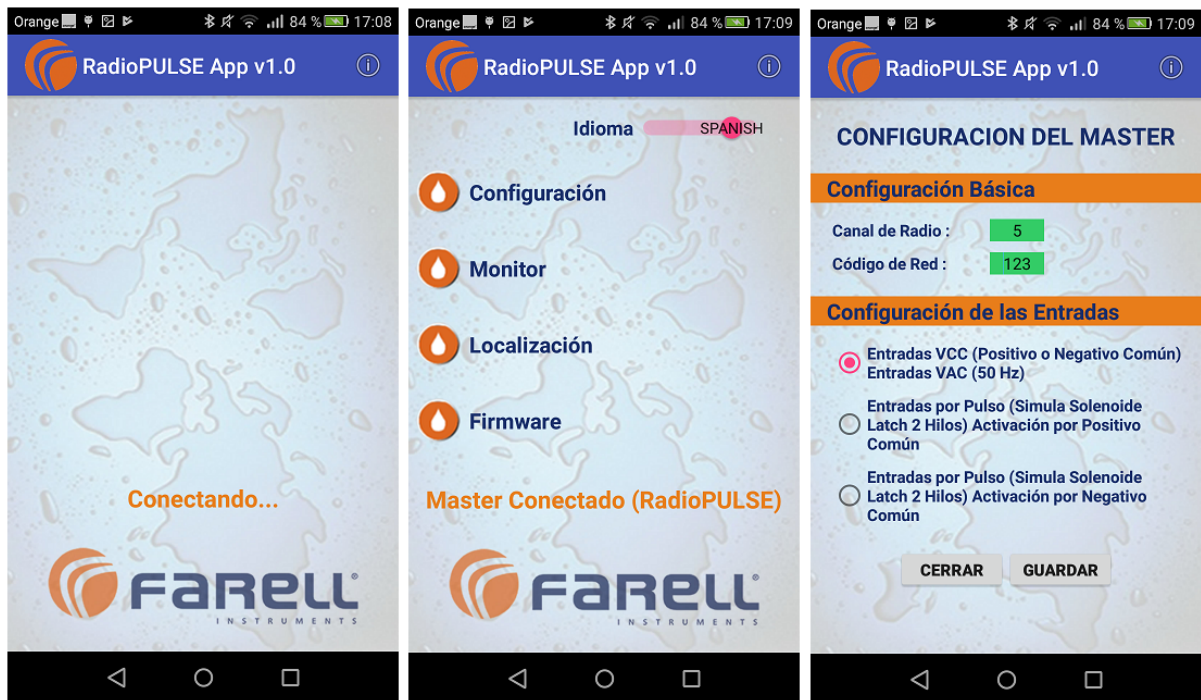 Orange 84 % 17:08
RadioPULSE App v1.0
Conectando...
FARELL
INSTRUMENTS
Orange 84 % 17:09
RadioPULSE App v1.0
Idioma SPANISH
Configuración
Monitor
Localización
Firmware
Master Conectado (RadioPULSE)
FARELL
INSTRUMENTS
Orange 84 % 17:09
RadioPULSE App v1.0
CONFIGURACION DEL MASTER
Configuración Básica
Canal de Radio : 5
Código de Red : 123
Configuración de las Entradas
Entradas VCC (Positivo o Negativo Común)
Entradas VAC (50 Hz)
Entradas por Pulso (Simula Solenoide
Latch 2 Hilos) Activación por Positivo
Común
Entradas por Pulso (Simula Solenoide
Latch 2 Hilos) Activación por Negativo
Común
CERRAR GUARDAR